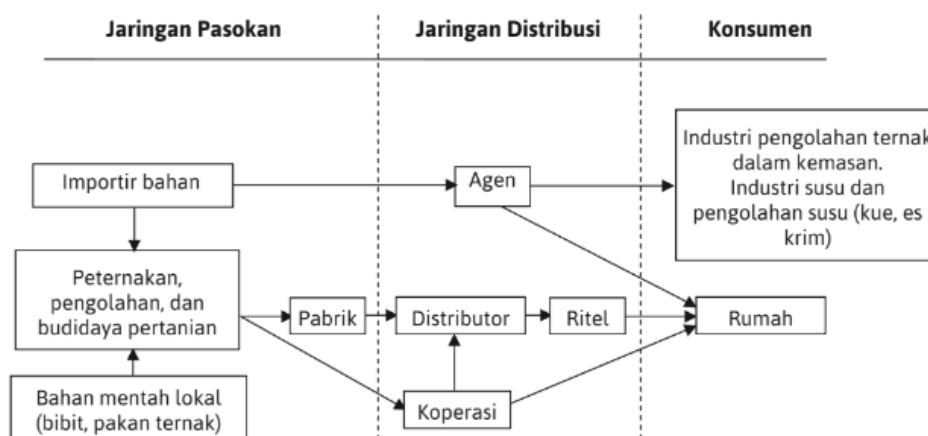 Jaringan Pasokan
Jaringan Distribusi
Konsumen
Importir bahan
Agen
Industri pengolahan ternak
dalam kemasan.
Industri susu dan
pengolahan susu (kue, es
krim)
Peternakan,
pengolahan, dan
budidaya pertanian
Pabrik
Distributor
Ritel
Rumah
Bahan mentah lokal
(bibit, pakan ternak)
Koperasi